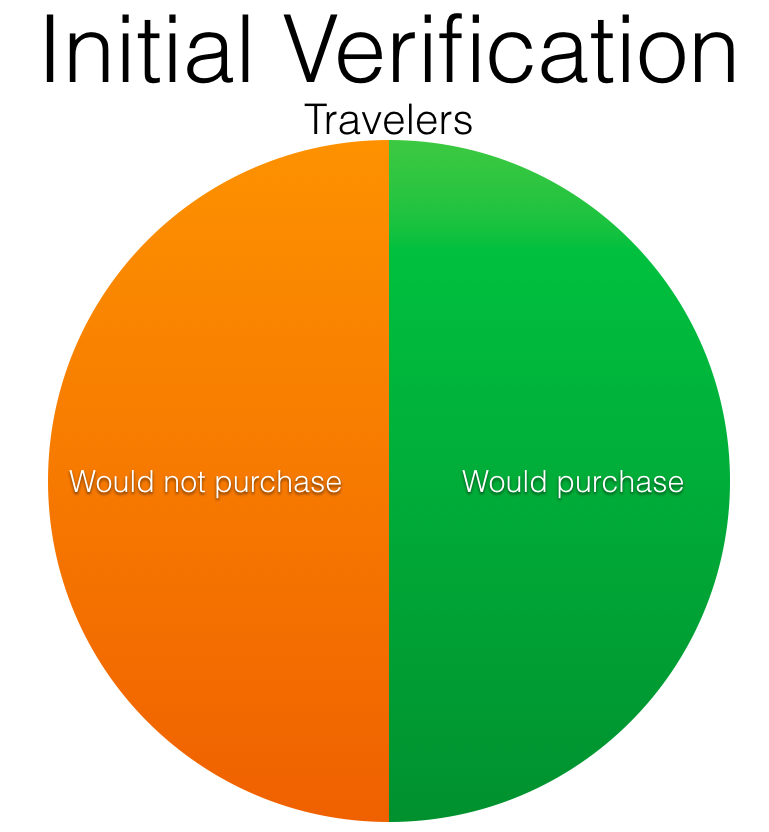 Initial Verification
Travelers
Would not purchase
Would purchase